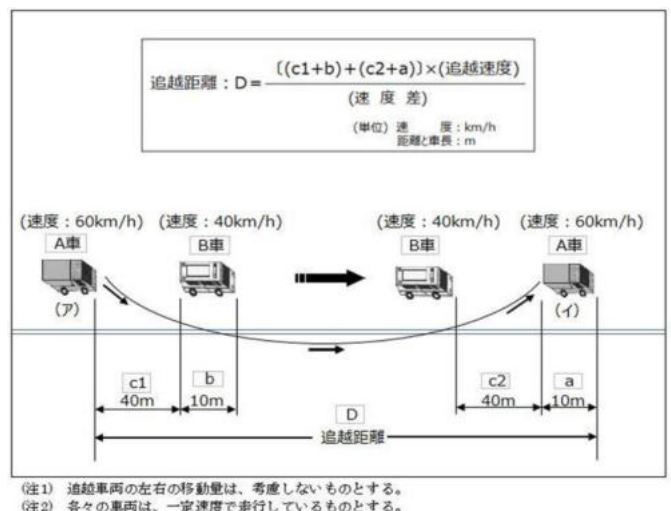 追越距離：D＝
〔(c1+b)+(c2+a)〕×(追越速度)
(速 度 差)
(単位) 速 度：km/h
距離と車長：m
(速度：60km/h) (速度：40km/h) (速度：40km/h) (速度：60km/h)
A車 B車 B車 A車
(ア) (イ)
c1 b c2 a
40m 10m 40m 10m
D
追越距離
(注1) 追越車両の左右の移動量は、考慮しないものとする。
(注2) 各々の車両は、一定速度で走行しているものとする。